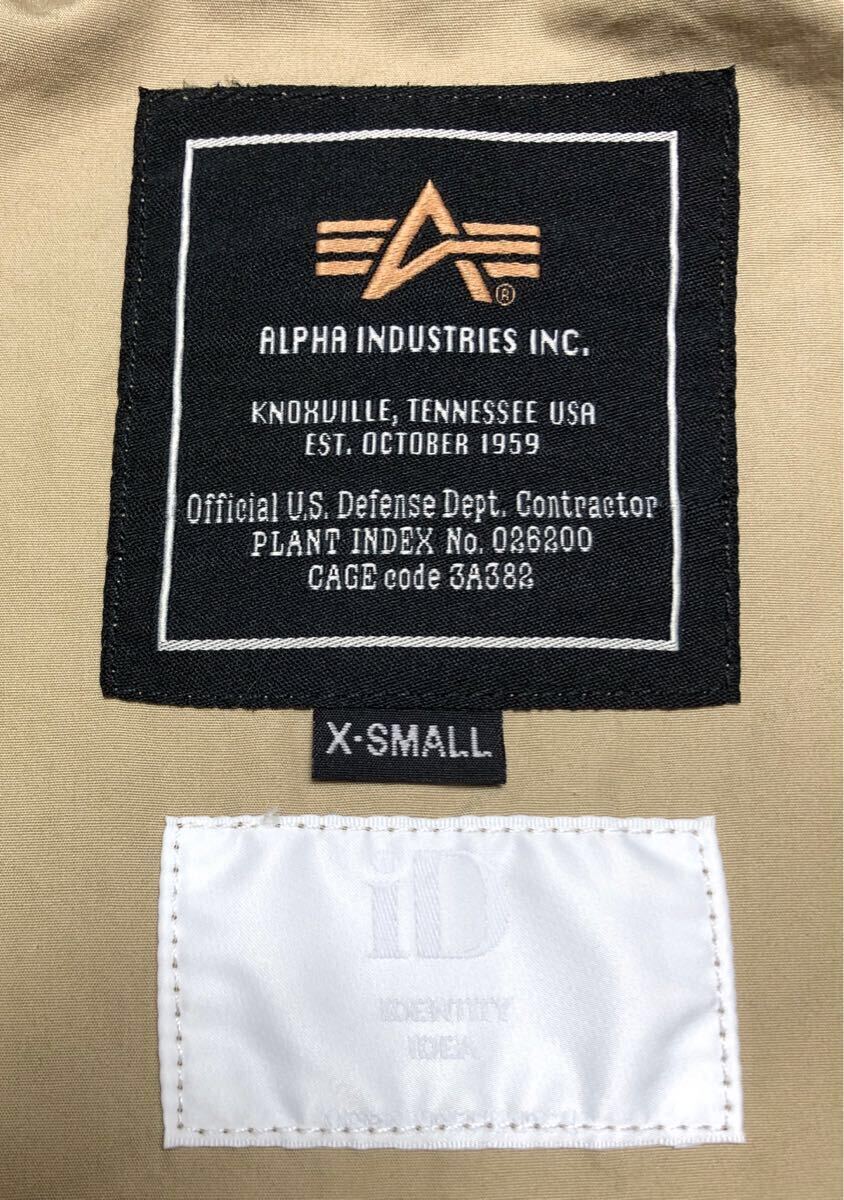 ALPHA INDUSTRIES INC.
KNOXVILLE, TENNESSEE USA
EST. OCTOBER 1959
Official U.S. Defense Dept. Contractor
PLANT INDEX No. 026200
CAGE code 3A382
X-SMALL
iD
IDENTITY
IDEA